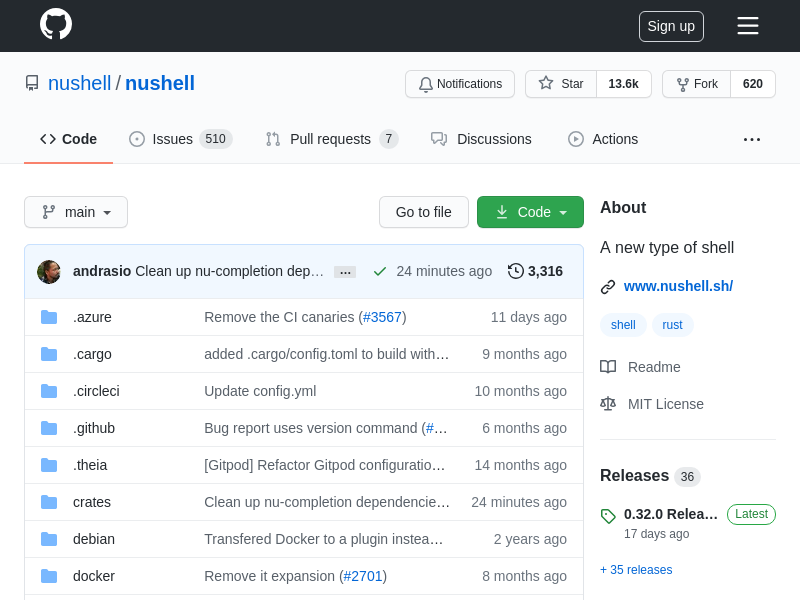 Sign up
nushell / nushell
Notifications
Star 13.6k
Fork 620
Code
Issues 510
Pull requests 7
Discussions
Actions
main
Go to file
Code
andrasio Clean up nu-completion dep… ... 24 minutes ago 3,316
.azure Remove the CI canaries (#3567) 11 days ago
.cargo added .cargo/config.toml to build with… 9 months ago
.circleci Update config.yml 10 months ago
.github Bug report uses version command (#… 6 months ago
.theia [Gitpod] Refactor Gitpod configuratio… 14 months ago
crates Clean up nu-completion dependencie… 24 minutes ago
debian Transfered Docker to a plugin instea… 2 years ago
docker Remove it expansion (#2701) 8 months ago
About
A new type of shell
www.nushell.sh/
shell rust
Readme
MIT License
Releases 36
0.32.0 Relea… Latest
17 days ago
+ 35 releases